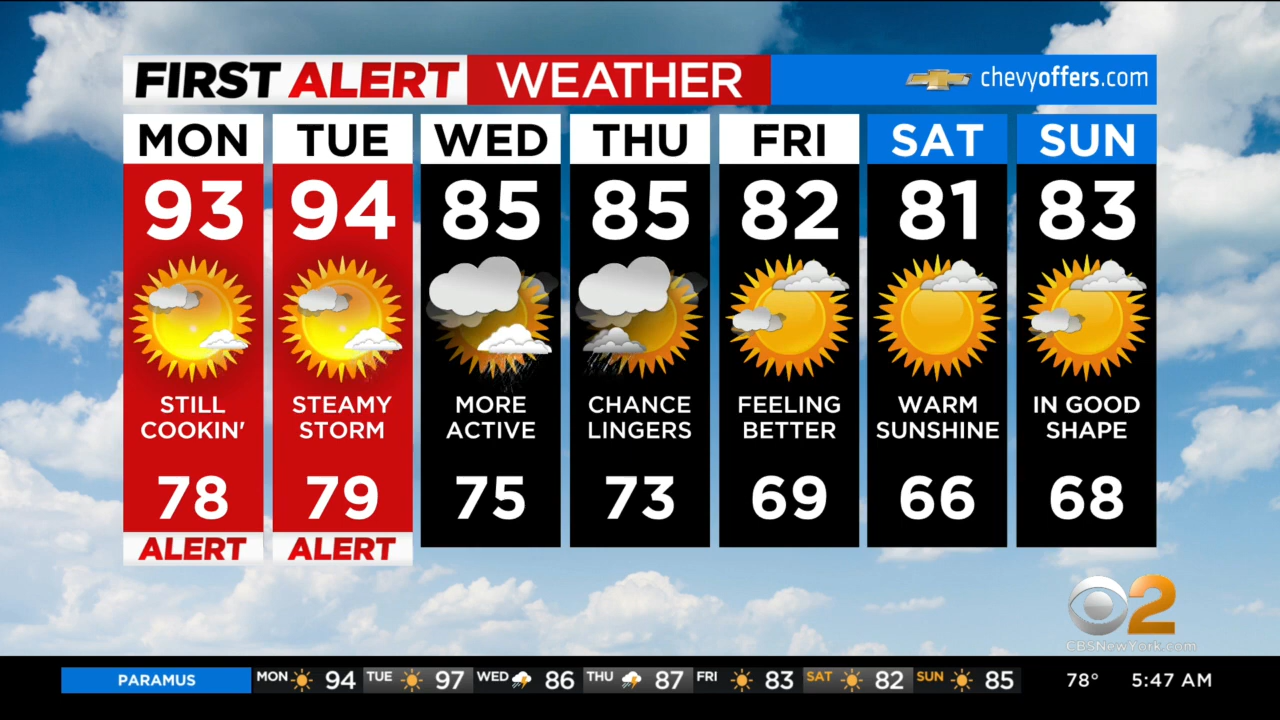 FIRST ALERT WEATHER
chevyoffers.com
MON TUE WED THU FRI SAT SUN
93 94 85 85 82 81 83
STILL COOKIN'
STEAMY STORM
MORE ACTIVE
CHANCE LINGERS
FEELING BETTER
WARM SUNSHINE
IN GOOD SHAPE
78 79 75 73 69 66 68
ALERT ALERT
2
CBSNewYork.com
PARAMUS MON 94 TUE 97 WED 86 THU 87 FRI 83 SAT 82 SUN 85 78° 5:47 AM